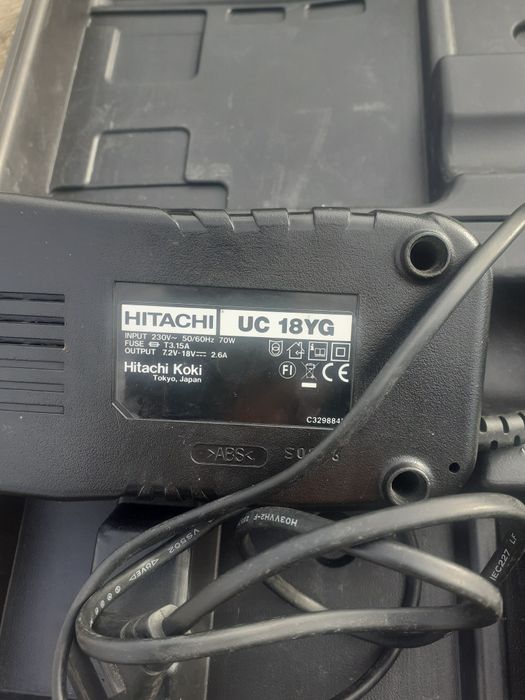 HITACHI UC 18YG
INPUT 230V~ 50/60Hz 70W
FUSE T3.15A
OUTPUT 7.2V-18V 2.6A
Hitachi Koki
Tokyo, Japan
FI CE
>ABS<
H03VVH2-F
IEC227